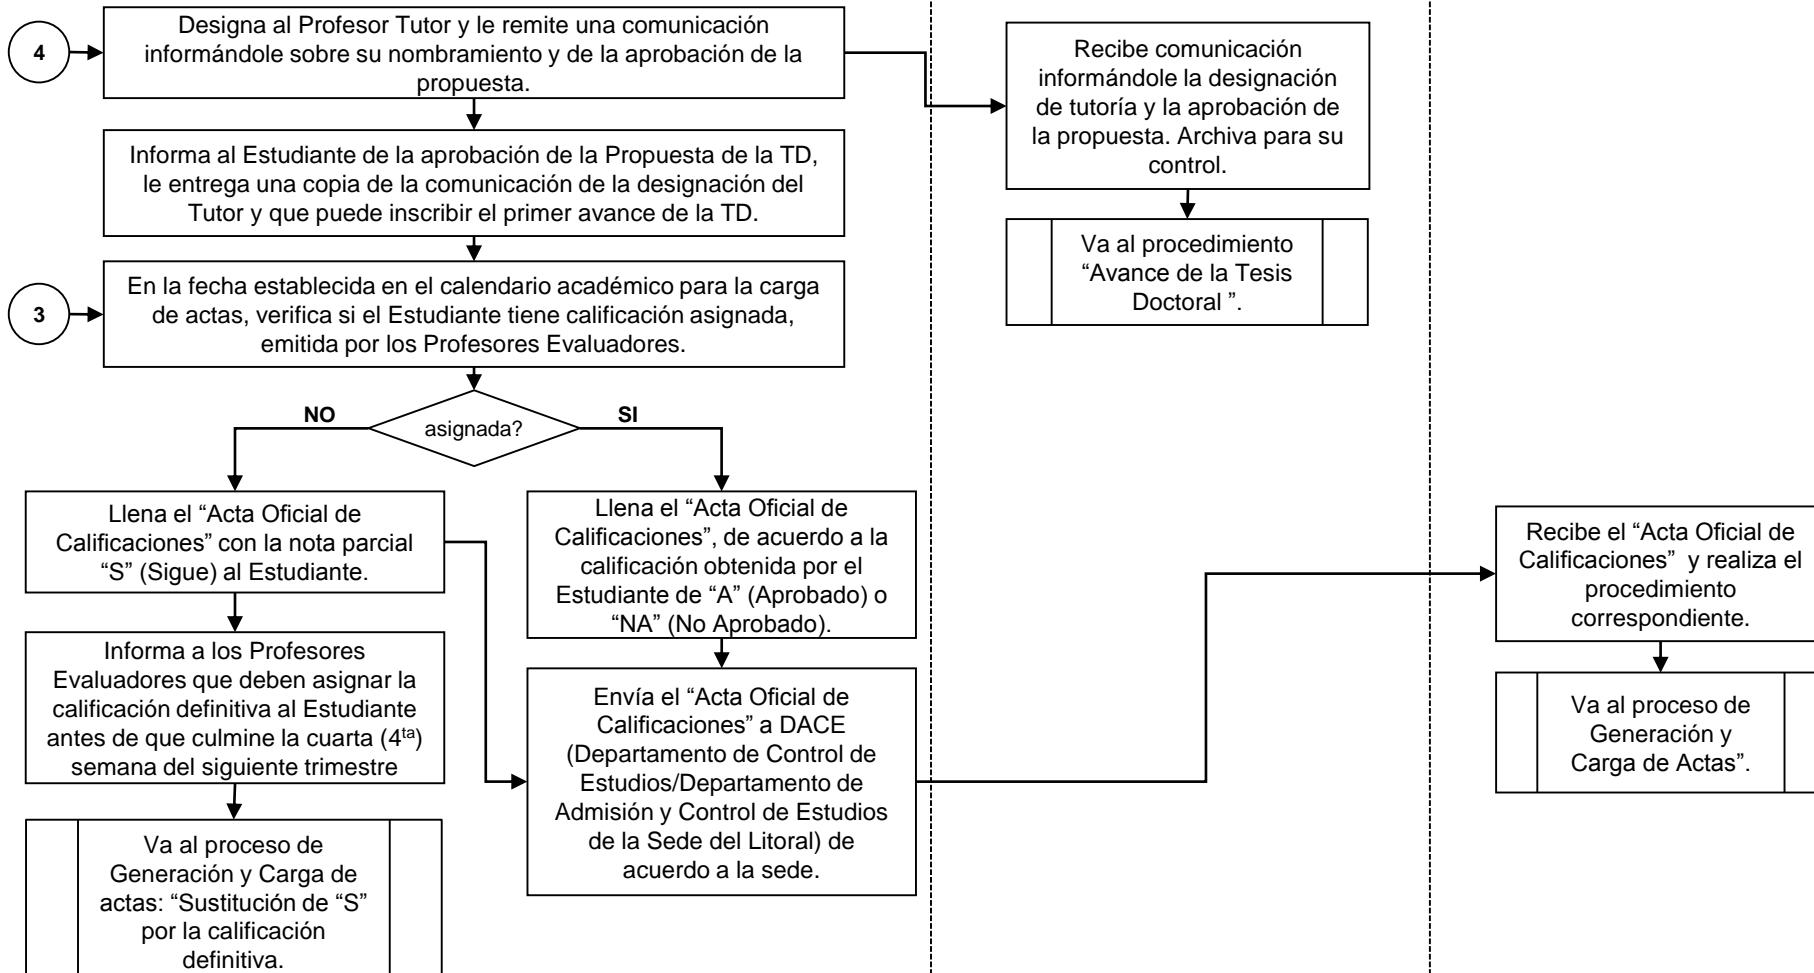 4
Designa al Profesor Tutor y le remite una comunicación
informándole sobre su nombramiento y de la aprobación de la
propuesta.
Recibe comunicación
informándole la designación
de tutoría y la aprobación de
la propuesta. Archiva para su
control.
Informa al Estudiante de la aprobación de la Propuesta de la TD,
le entrega una copia de la comunicación de la designación del
Tutor y que puede inscribir el primer avance de la TD.
Va al procedimiento
“Avance de la Tesis
Doctoral ”.
3
En la fecha establecida en el calendario académico para la carga
de actas, verifica si el Estudiante tiene calificación asignada,
emitida por los Profesores Evaluadores.
NO
asignada?
SI
Llena el “Acta Oficial de
Calificaciones” con la nota parcial
“S” (Sigue) al Estudiante.
Llena el “Acta Oficial de
Calificaciones”, de acuerdo a la
calificación obtenida por el
Estudiante de “A” (Aprobado) o
“NA” (No Aprobado).
Recibe el “Acta Oficial de
Calificaciones” y realiza el
procedimiento
correspondiente.
Informa a los Profesores
Evaluadores que deben asignar la
calificación definitiva al Estudiante
antes de que culmine la cuarta (4ta)
semana del siguiente trimestre
Envía el “Acta Oficial de
Calificaciones” a DACE
(Departamento de Control de
Estudios/Departamento de
Admisión y Control de Estudios
de la Sede del Litoral) de
acuerdo a la sede.
Va al proceso de
Generación y
Carga de Actas”.
Va al proceso de
Generación y Carga de
actas: “Sustitución de “S”
por la calificación
definitiva.